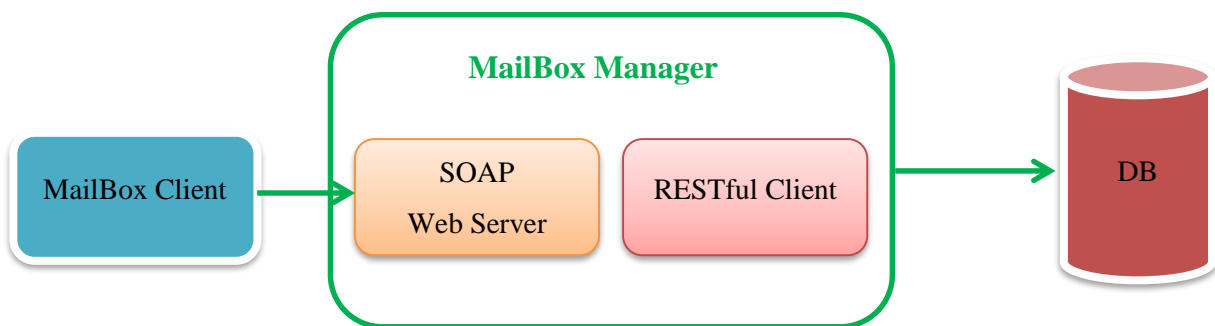 MailBox Manager
MailBox Client
SOAP
Web Server
RESTful Client
DB